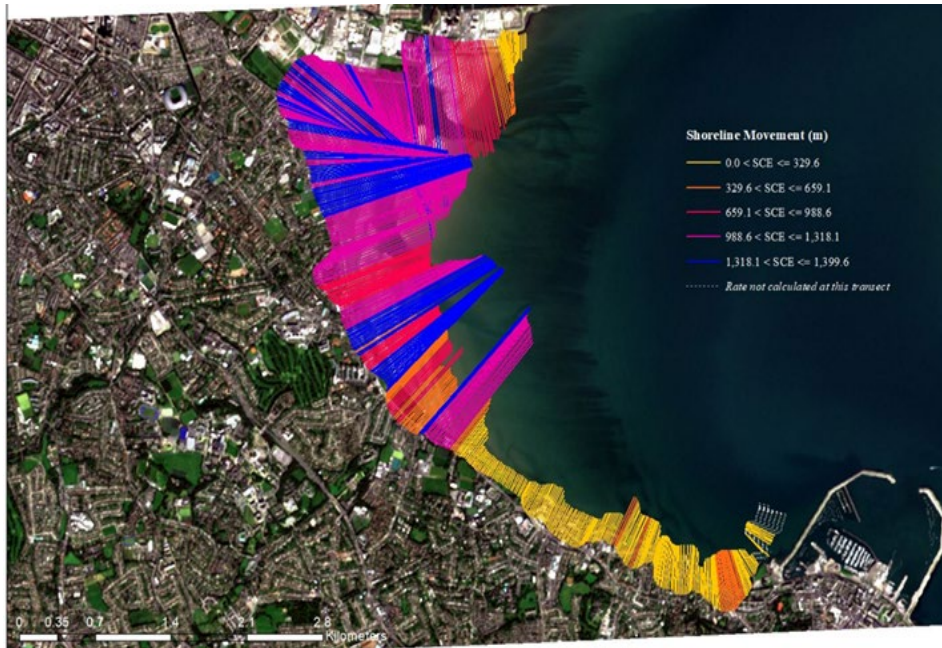 Shoreline Movement (m)
0.0 < SCE <= 329.6
329.6 < SCE <= 659.1
659.1 < SCE <= 988.6
988.6 < SCE <= 1,318.1
1,318.1 < SCE <= 1,399.6
Rate not calculated at this transect
0 0.35 0.7 1.4 2.1 2.8
Kilometers